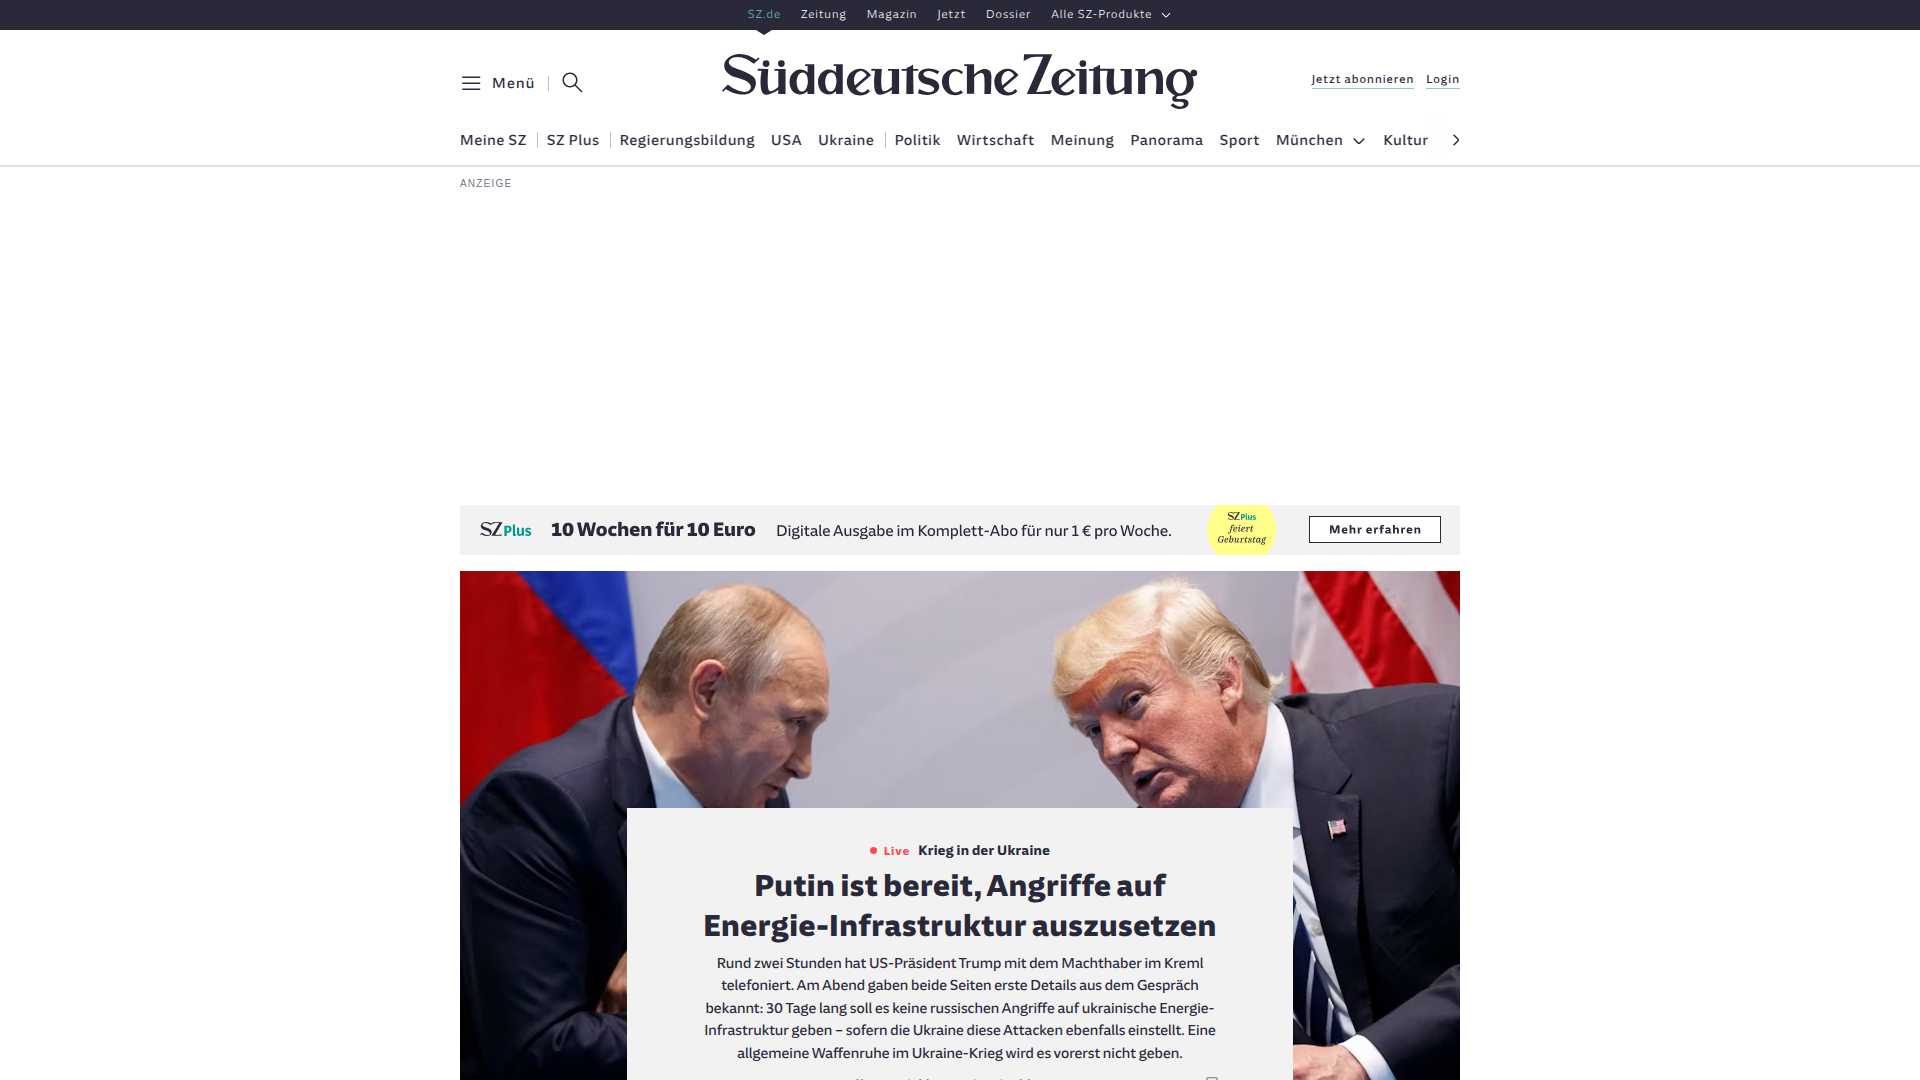 SZ.de Zeitung Magazin Jetzt Dossier Alle SZ-Produkte
Menü
Süddeutsche Zeitung
Jetzt abonnieren Login
Meine SZ SZ Plus Regierungsbildung USA Ukraine Politik Wirtschaft Meinung Panorama Sport München Kultur
ANZEIGE
SZ Plus 10 Wochen für 10 Euro Digitale Ausgabe im Komplett-Abo für nur 1 € pro Woche.
SZ Plus
feiert
Geburtstag
Mehr erfahren
Live Krieg in der Ukraine
Putin ist bereit, Angriffe auf
Energie-Infrastruktur auszusetzen
Rund zwei Stunden hat US-Präsident Trump mit dem Machthaber im Kreml
telefoniert. Am Abend gaben beide Seiten erste Details aus dem Gespräch
bekannt: 30 Tage lang soll es keine russischen Angriffe auf ukrainische Energie-
Infrastruktur geben – sofern die Ukraine diese Attacken ebenfalls einstellt. Eine
allgemeine Waffenruhe im Ukraine-Krieg wird es vorerst nicht geben.